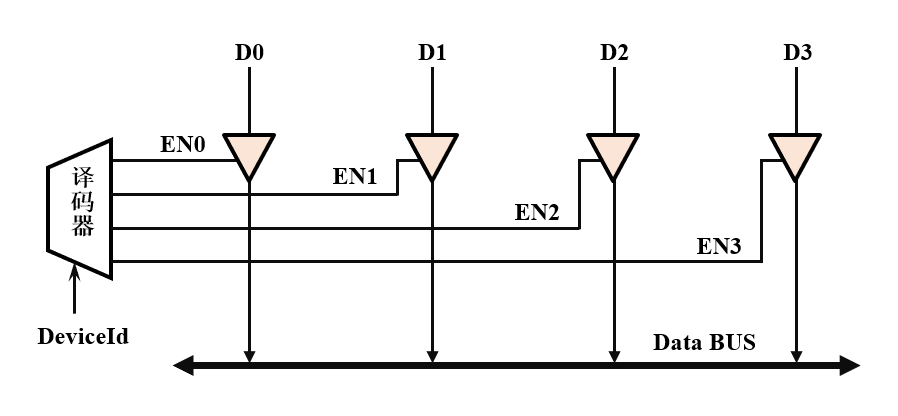 D0
D1
D2
D3
EN0
EN1
EN2
EN3
译码器
DeviceId
Data BUS